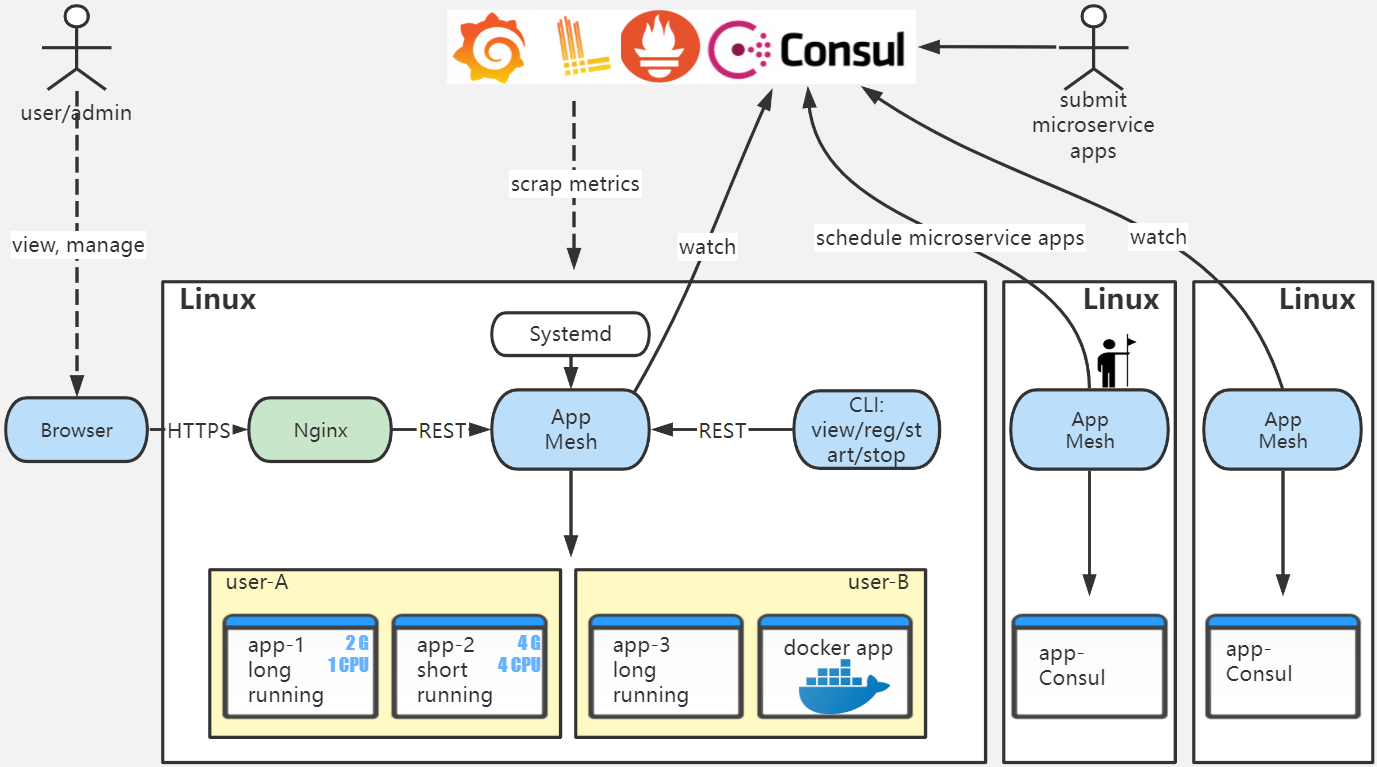 Consul
user/admin
submit
microservice
apps
scrap metrics
view, manage
watch
schedule microservice apps
watch
Linux
Linux
Linux
Systemd
Browser
HTTPS
Nginx
REST
App
Mesh
REST
CLI:
view/reg/st
art/stop
App
Mesh
App
Mesh
user-A
user-B
app-1
long
running
2 G
1 CPU
app-2
short
running
4 G
4 CPU
app-3
long
running
docker app
app-
Consul
app-
Consul